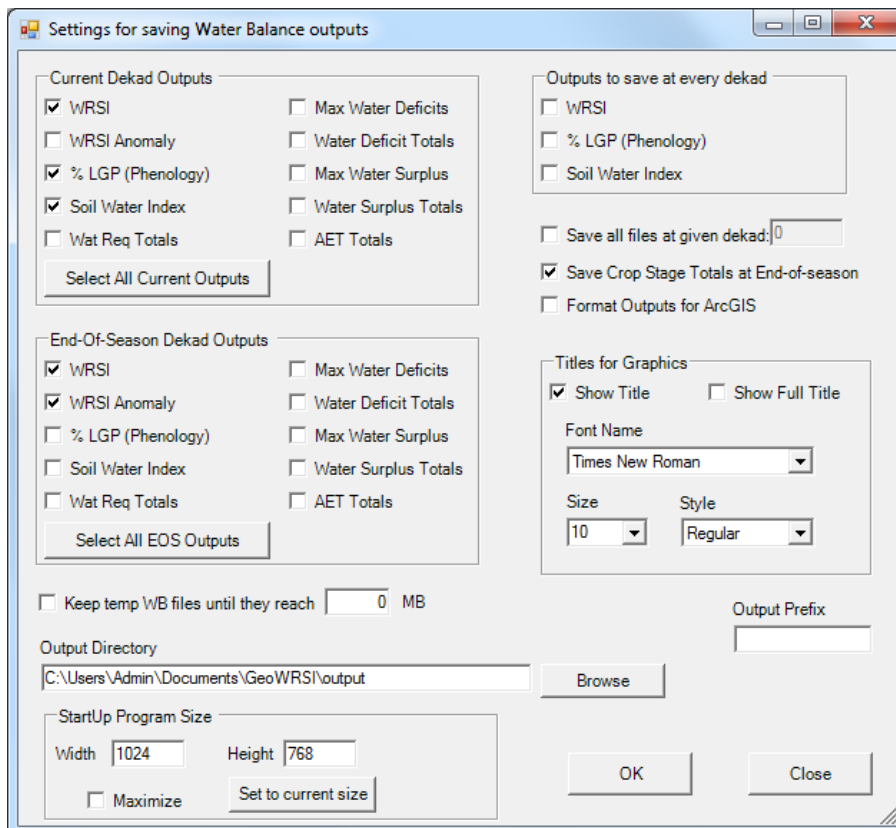 Settings for saving Water Balance outputs
Current Dekad Outputs
WRSI
WRSI Anomaly
% LGP (Phenology)
Soil Water Index
Wat Req Totals
Max Water Deficits
Water Deficit Totals
Max Water Surplus
Water Surplus Totals
AET Totals
Select All Current Outputs
Outputs to save at every dekad
WRSI
% LGP (Phenology)
Soil Water Index
Save all files at given dekad: 0
Save Crop Stage Totals at End-of-season
Format Outputs for ArcGIS
End-Of-Season Dekad Outputs
WRSI
WRSI Anomaly
% LGP (Phenology)
Soil Water Index
Wat Req Totals
Max Water Deficits
Water Deficit Totals
Max Water Surplus
Water Surplus Totals
AET Totals
Select All EOS Outputs
Titles for Graphics
Show Title
Show Full Title
Font Name
Times New Roman
Size
Style
10
Regular
Keep temp WB files until they reach 0 MB
Output Prefix
Output Directory
C:\Users\Admin\Documents\GeoWRSI\output
Browse
StartUp Program Size
Width 1024 Height 768
Maximize
Set to current size
OK
Close